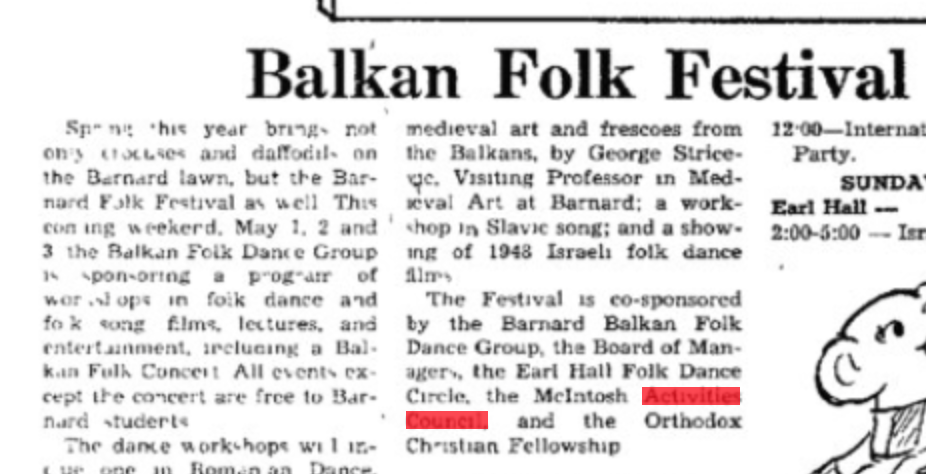 Balkan Folk Festival
Spring this year brings not
only crocuses and daffodils on
the Barnard lawn, but the Bar-
nard Folk Festival as well This
coming weekend, May 1, 2 and
3 the Balkan Folk Dance Group
is sponsoring a program of
workshops in folk dance and
folk song films, lectures, and
entertainment, including a Bal-
kan Folk Concert All events ex-
cept the concert are free to Bar-
nard students
The dance workshops will in-
clude one in Romanian Dance,
medieval art and frescoes from
the Balkans, by George Strice-
Visiting Professor in Med-
ieval Art at Barnard; a work-
shop in Slavic song; and a show-
ing of 1948 Israeli folk dance
films
The Festival is co-sponsored
by the Barnard Balkan Folk
Dance Group, the Board of Man-
agers, the Earl Hall Folk Dance
Circle, the McIntosh Activities
Council, and the Orthodox
Christian Fellowship
12:00—Internat
Party.
SUNDAY
Earl Hall —
2:00-5:00 — Isr